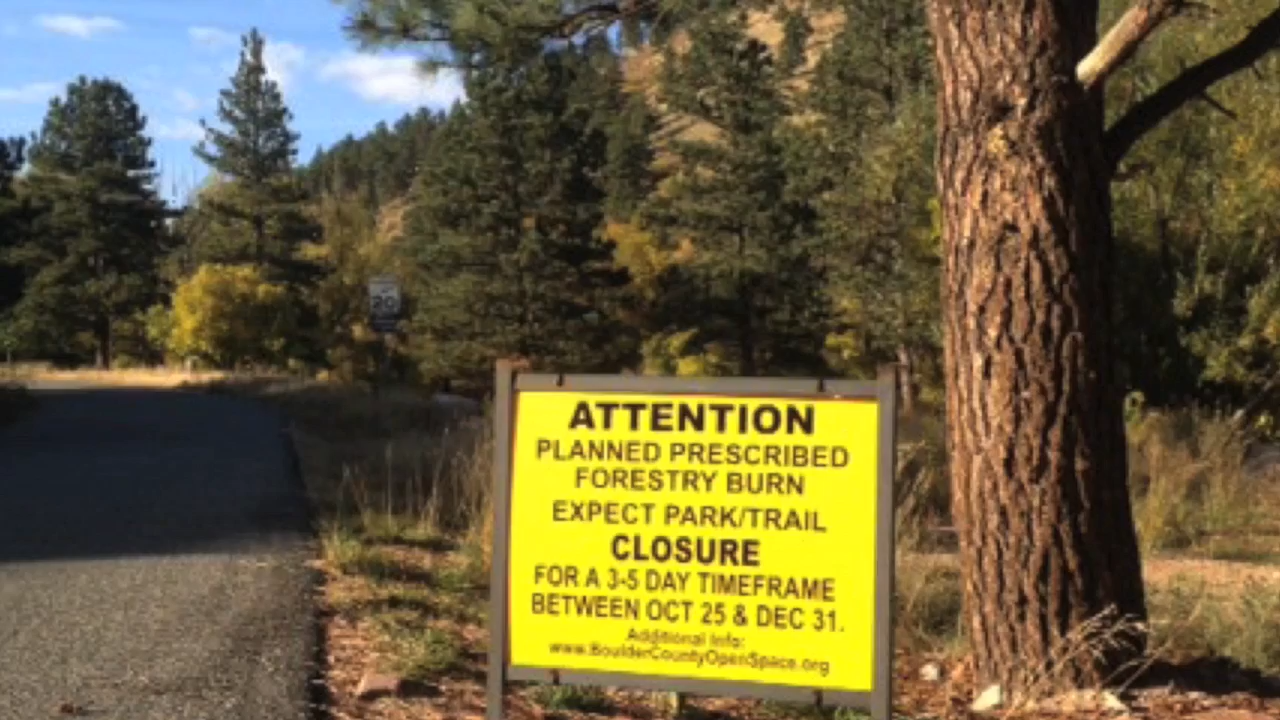 20
ATTENTION
PLANNED PRESCRIBED
FORESTRY BURN
EXPECT PARK/TRAIL
CLOSURE
FOR A 3-5 DAY TIMEFRAME
BETWEEN OCT 25 & DEC 31.
Additional Info:
www.BoulderCountyOpenSpace.org